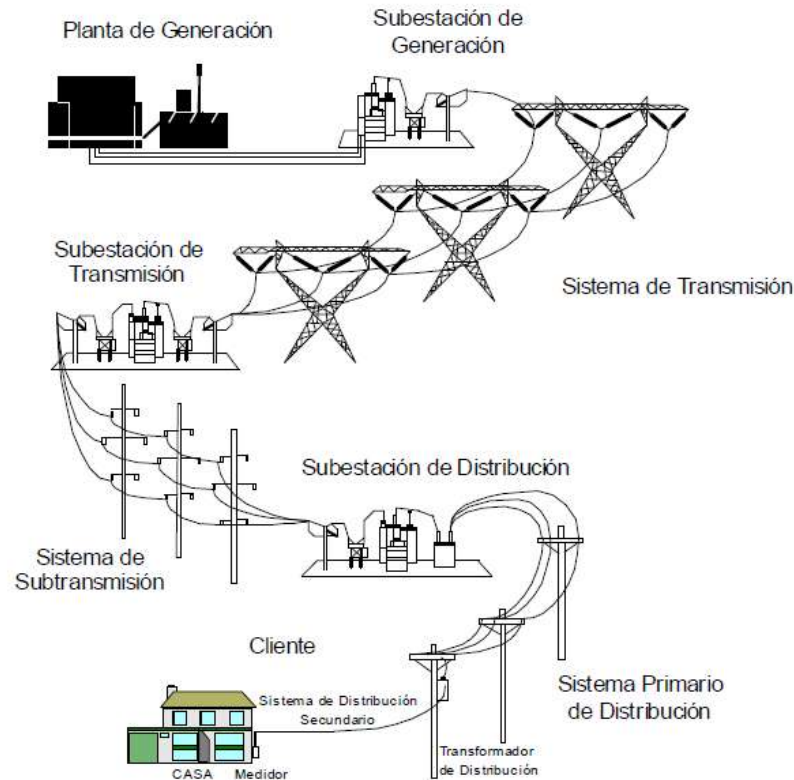 Planta de Generación
Subestación de
Generación
Subestación de
Transmisión
Sistema de Transmisión
Subestación de Distribución
Sistema de
Subtransmisión
Cliente
Sistema de Distribución
Secundario
Sistema Primario
de Distribución
Transformador
de Distribución
CASA
Medidor